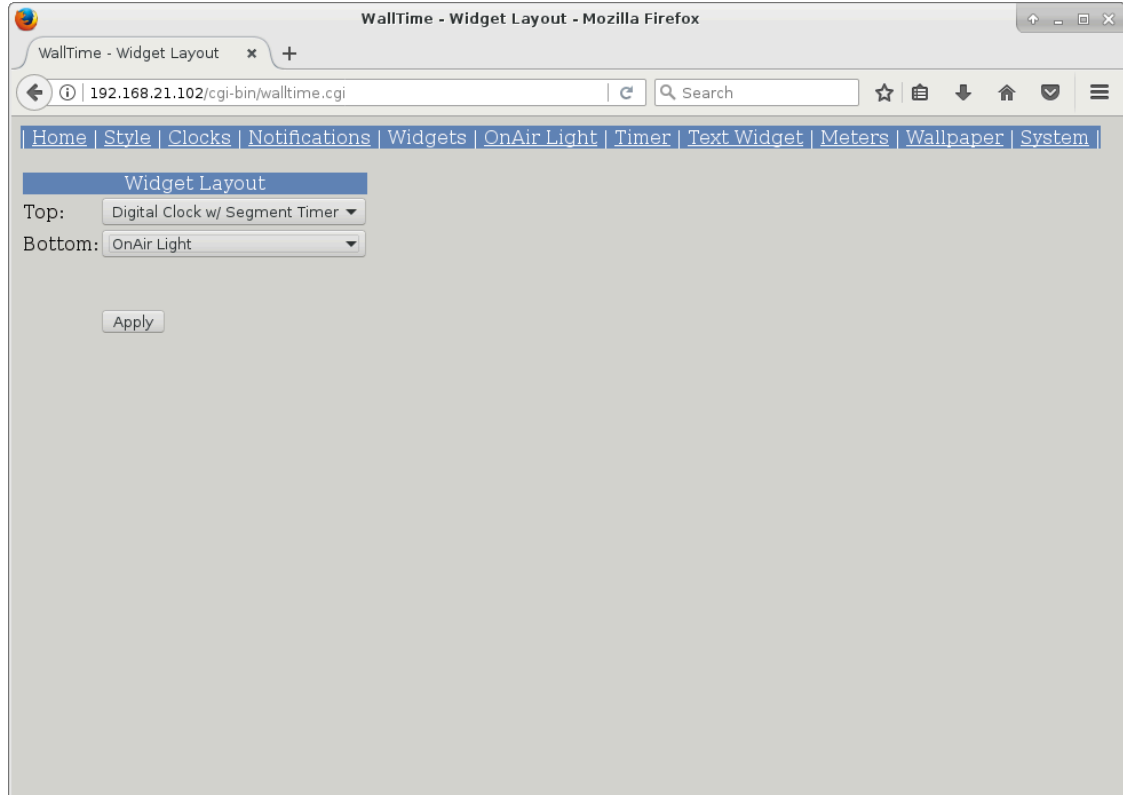 WallTime - Widget Layout - Mozilla Firefox
WallTime - Widget Layout
192.168.21.102/cgi-bin/walltime.cgi
Search
| Home | Style | Clocks | Notifications | Widgets | OnAir Light | Timer | Text Widget | Meters | Wallpaper | System |
Widget Layout
Top: Digital Clock w/ Segment Timer
Bottom: OnAir Light
Apply